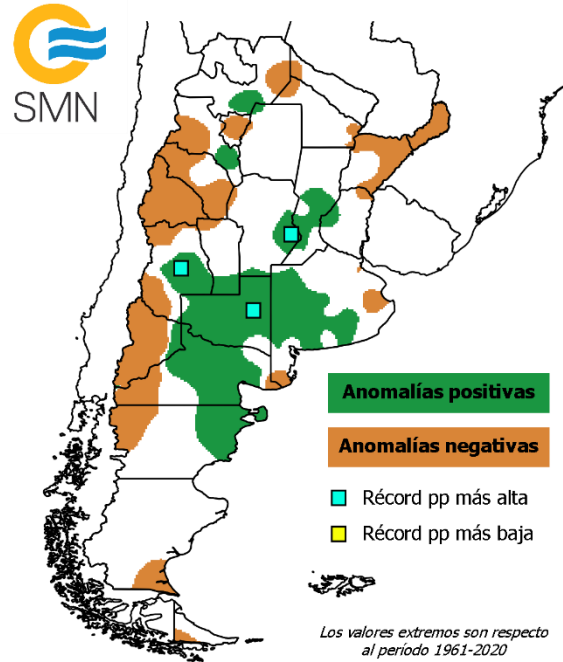 SMN
Anomalías positivas
Anomalías negativas
Récord pp más alta
Récord pp más baja
Los valores extremos son respecto
al período 1961-2020